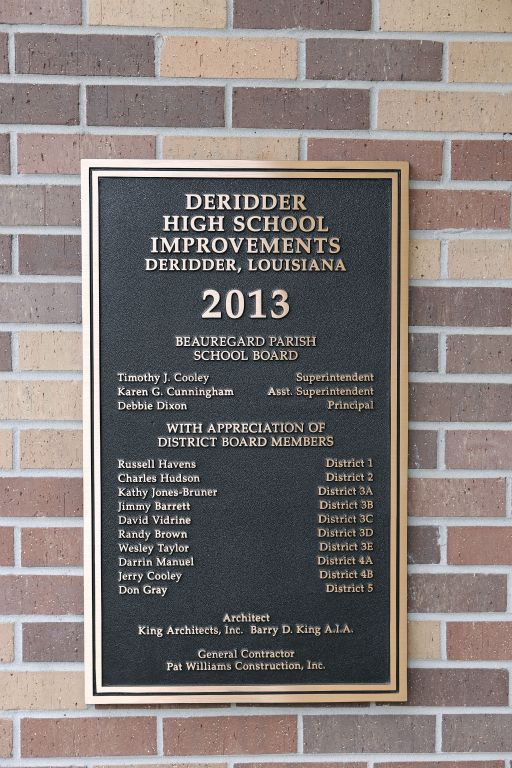 DERIDDER
HIGH SCHOOL
IMPROVEMENTS
DERIDDER, LOUISIANA
2013
BEAUREGARD PARISH
SCHOOL BOARD
Timothy J. Cooley Superintendent
Karen G. Cunningham Asst. Superintendent
Debbie Dixon Principal
WITH APPRECIATION OF
DISTRICT BOARD MEMBERS
Russell Havens District 1
Charles Hudson District 2
Kathy Jones-Bruner District 3A
Jimmy Barrett District 3B
David Vidrine District 3C
Randy Brown District 3D
Wesley Taylor District 3E
Darrin Manuel District 4A
Jerry Cooley District 4B
Don Gray District 5
Architect
King Architects, Inc. Barry D. King A.I.A.
General Contractor
Pat Williams Construction, Inc.